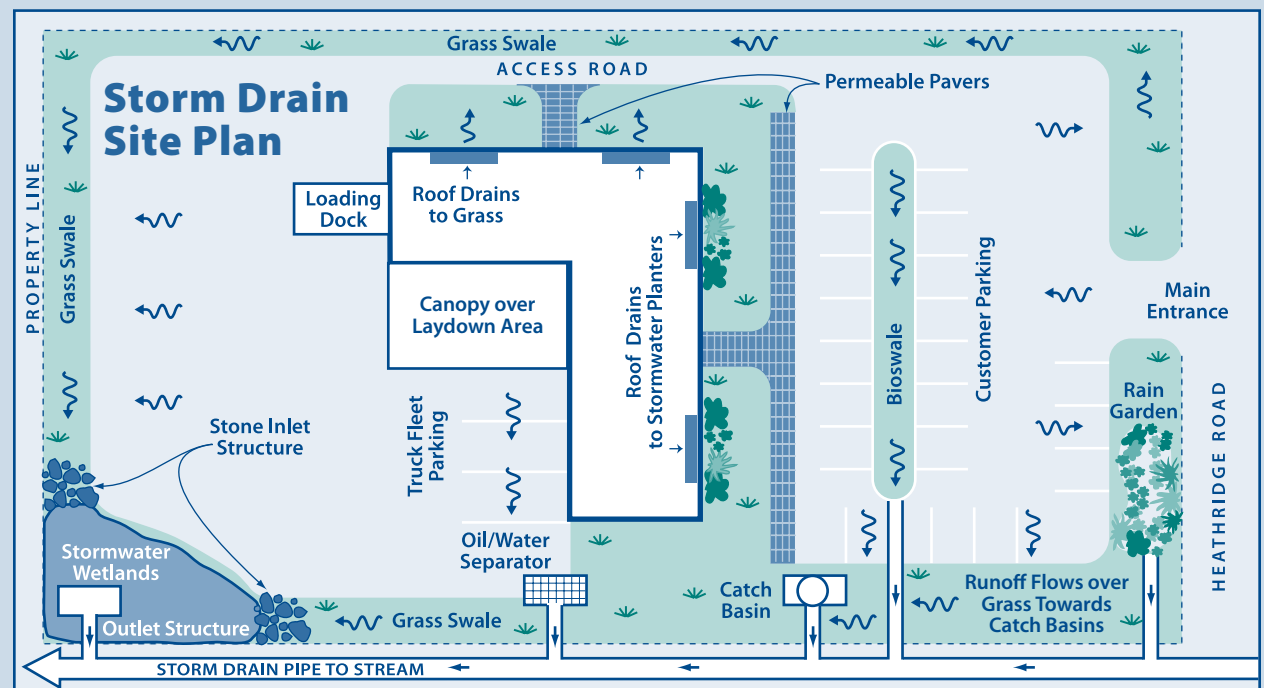 Grass Swale
ACCESS ROAD
Storm Drain
Site Plan
Permeable Pavers
PROPERTY LINE
Grass Swale
Loading
Dock
Roof Drains
to Grass
Canopy over
Laydown Area
Roof Drains
to Stormwater Planters
Bioswale
Customer Parking
Main
Entrance
Rain
Garden
HEATHRIDGE ROAD
Stone Inlet
Structure
Truck Fleet
Parking
Oil/Water
Separator
Stormwater
Wetlands
Outlet Structure
Grass Swale
Catch
Basin
Runoff Flows over
Grass Towards
Catch Basins
STORM DRAIN PIPE TO STREAM